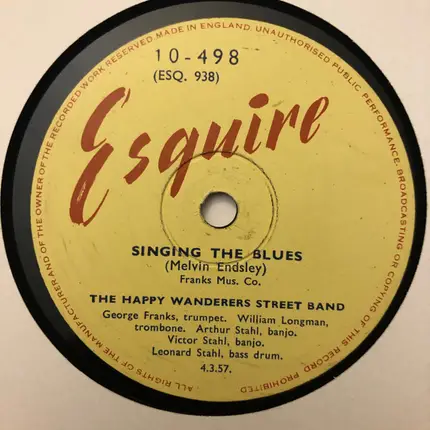 ALL RIGHTS OF THE MANUFACTURER AND OF THE OWNER OF THE RECORDED WORK RESERVED. MADE IN ENGLAND. UNAUTHORISED PUBLIC PERFORMANCE. BROADCASTING OR COPYING OF THIS RECORD PROHIBITED
10-498
(ESQ. 938)
Esquire
SINGING THE BLUES
(Melvin Endsley)
Franks Mus. Co.
THE HAPPY WANDERERS STREET BAND
George Franks, trumpet. William Longman,
trombone. Arthur Stahl, banjo.
Victor Stahl, banjo.
Leonard Stahl, bass drum.
4.3.57.